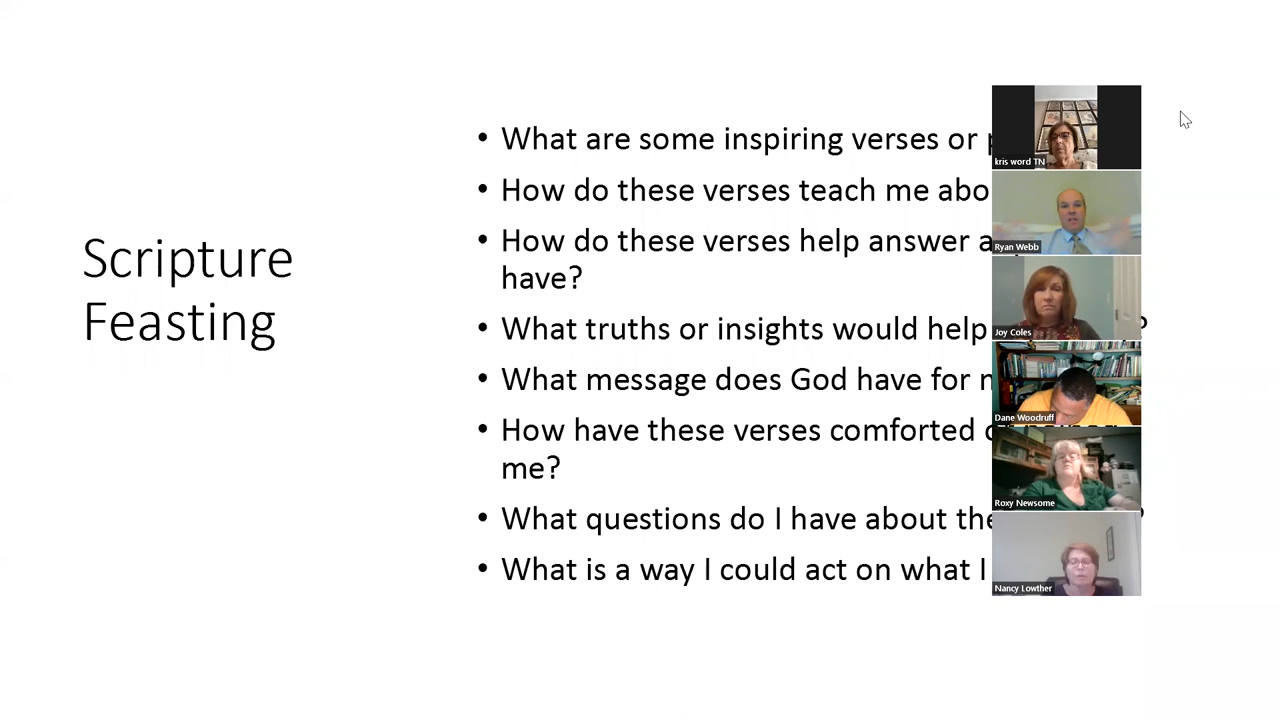 Scripture
Feasting
• What are some inspiring verses or
• How do these verses teach me
• How do these verses help answer
have?
• What truths or insights would help ?
• What message does God have for
• How have these verses comforted
me?
• What questions do I have about ?
• What is a way I could act on what I
kris word TN
Ryan Webb
Joy Coles
Dane Woodruff
Roxy Newsome
Nancy Lowther